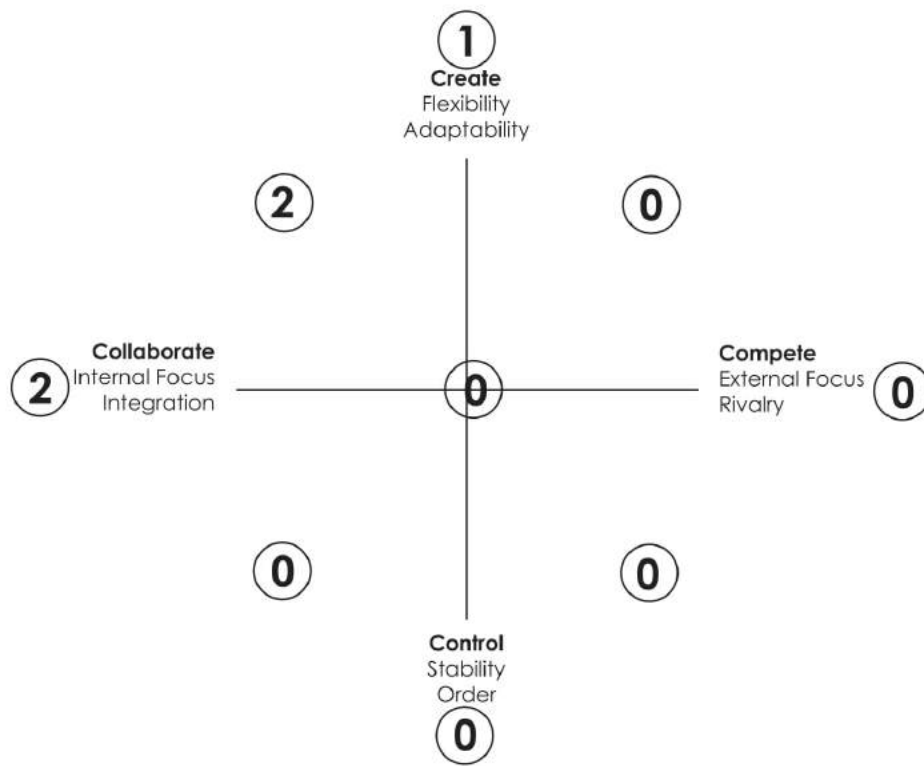 1
Create
Flexibility
Adaptability
2
0
Collaborate
2
Internal Focus
Integration
0
Compete
External Focus
Rivalry
0
0
0
Control
Stability
Order
0